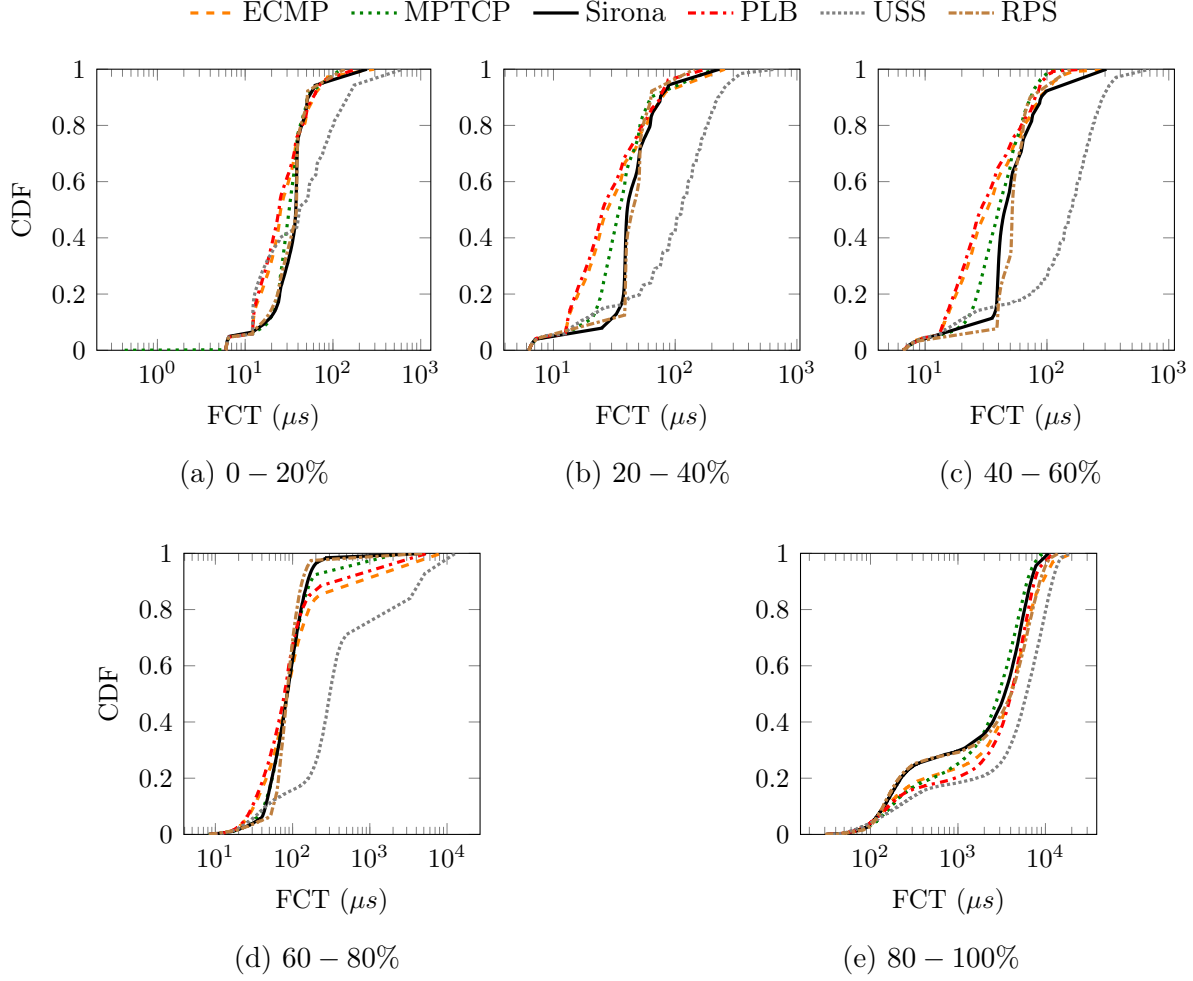 ECMP MPTCP Sirona PLB USS RPS
1
0.8
0.6
0.4
0.2
0
CDF
10^0 10^1 10^2 10^3
FCT (μs)
(a) 0 − 20%
1
0.8
0.6
0.4
0.2
0
10^1 10^2 10^3
FCT (μs)
(b) 20 − 40%
1
0.8
0.6
0.4
0.2
0
10^1 10^2 10^3
FCT (μs)
(c) 40 − 60%
1
0.8
0.6
0.4
0.2
0
CDF
10^1 10^2 10^3 10^4
FCT (μs)
(d) 60 − 80%
1
0.8
0.6
0.4
0.2
0
10^2 10^3 10^4
FCT (μs)
(e) 80 − 100%